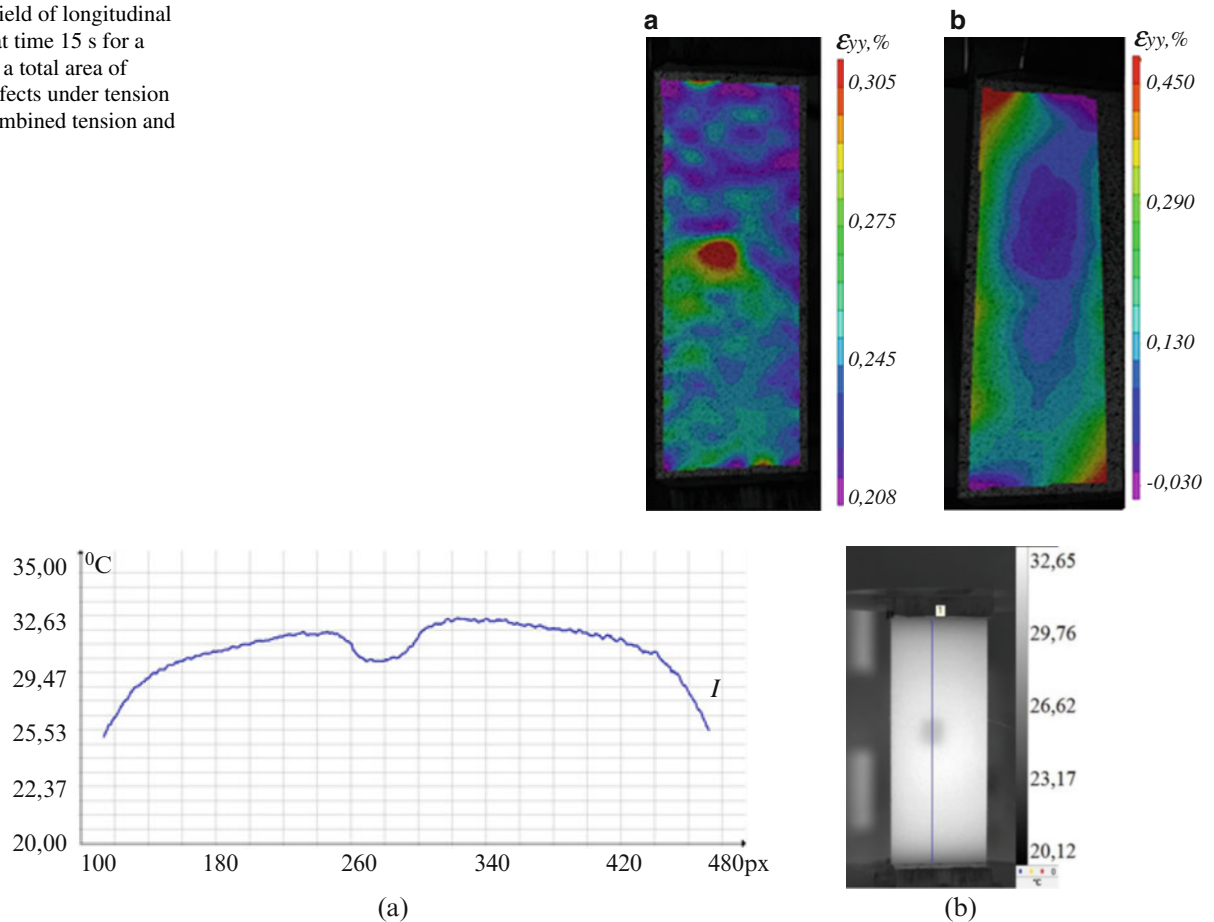 ield of longitudinal
at time 15 s for a
a total area of
fects under tension
mbined tension and
a
εyy,%
0,305
0,275
0,245
0,208
b
εyy,%
0,450
0,290
0,130
-0,030
⁰C
35,00
32,63
29,47
25,53
22,37
20,00
100 180 260 340 420 480px
I
(a)
1
32,65
29,76
26,62
23,17
20,12
°C
(b)